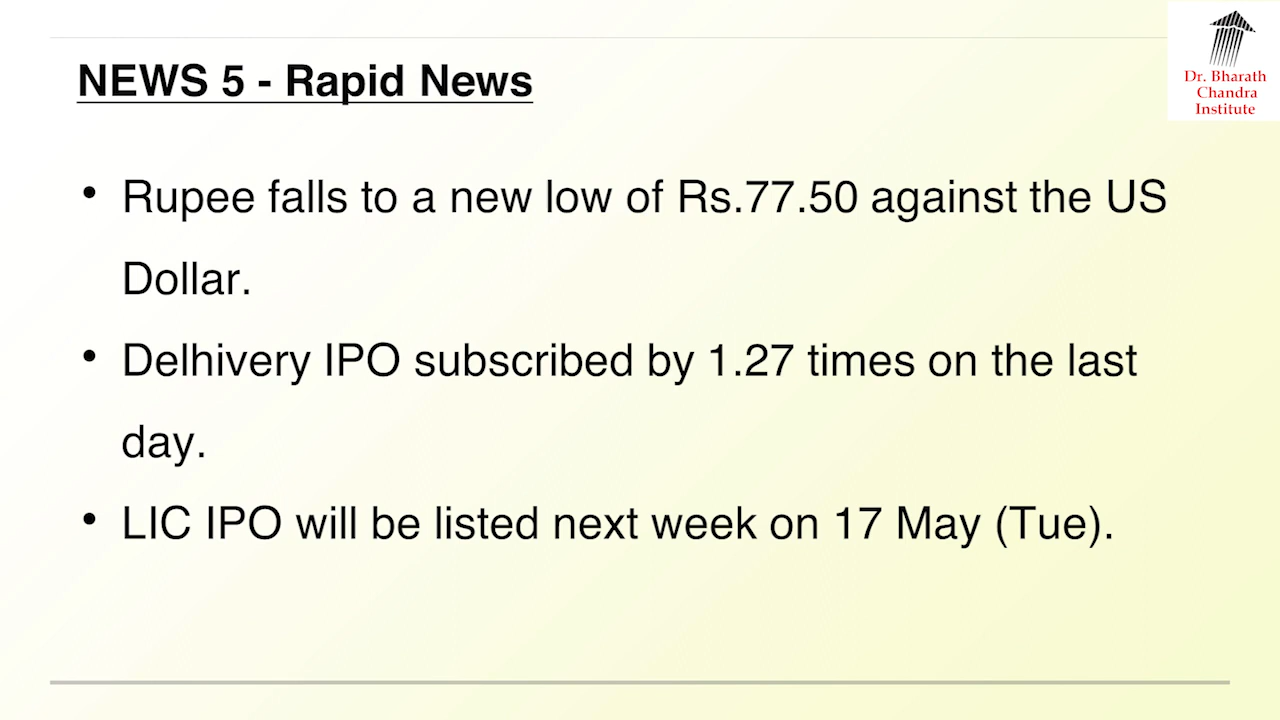 Dr. Bharath
Chandra
Institute
NEWS 5 - Rapid News
• Rupee falls to a new low of Rs.77.50 against the US
Dollar.
• Delhivery IPO subscribed by 1.27 times on the last
day.
• LIC IPO will be listed next week on 17 May (Tue).